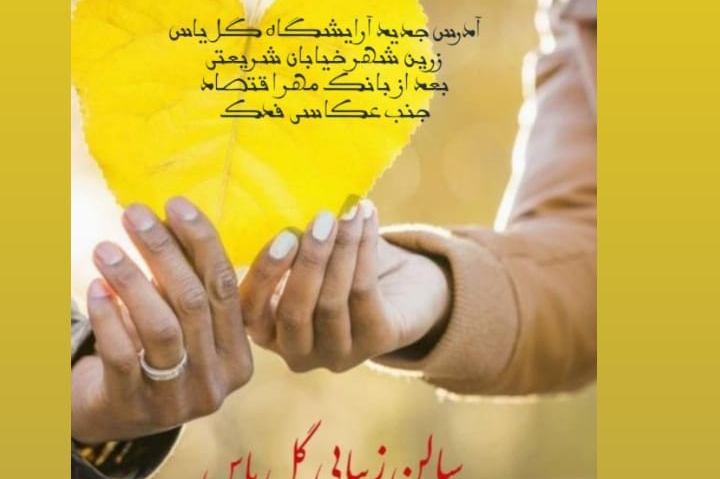 آدرس جدید آرایشگاه گل یاس
زرین شهر خیابان شریعتی
بعد از بانک مهر اقتصاد
جنب عکاسی فدک
سالن زیبایی گل یاس